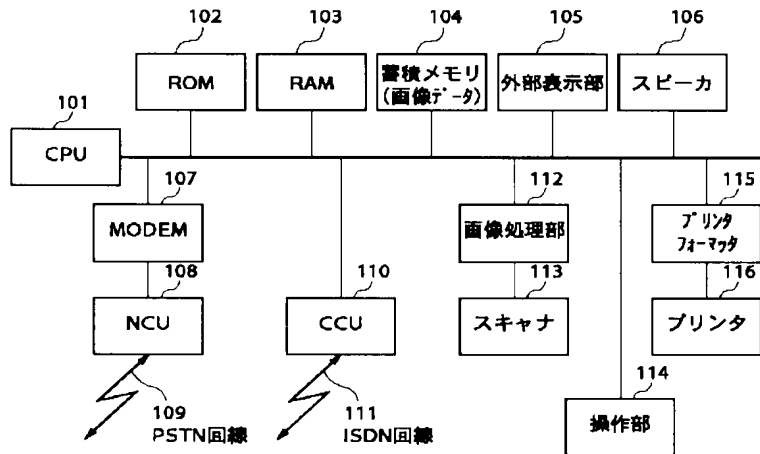 102
103
104
105
106
ROM
RAM
蓄積メモリ
(画像データ)
外部表示部
スピーカ
101
CPU
107
112
115
MODEM
画像処理部
プリンタ
フォーマッタ
108
110
113
116
NCU
CCU
スキャナ
プリンタ
109
PSTN回線
111
ISDN回線
114
操作部